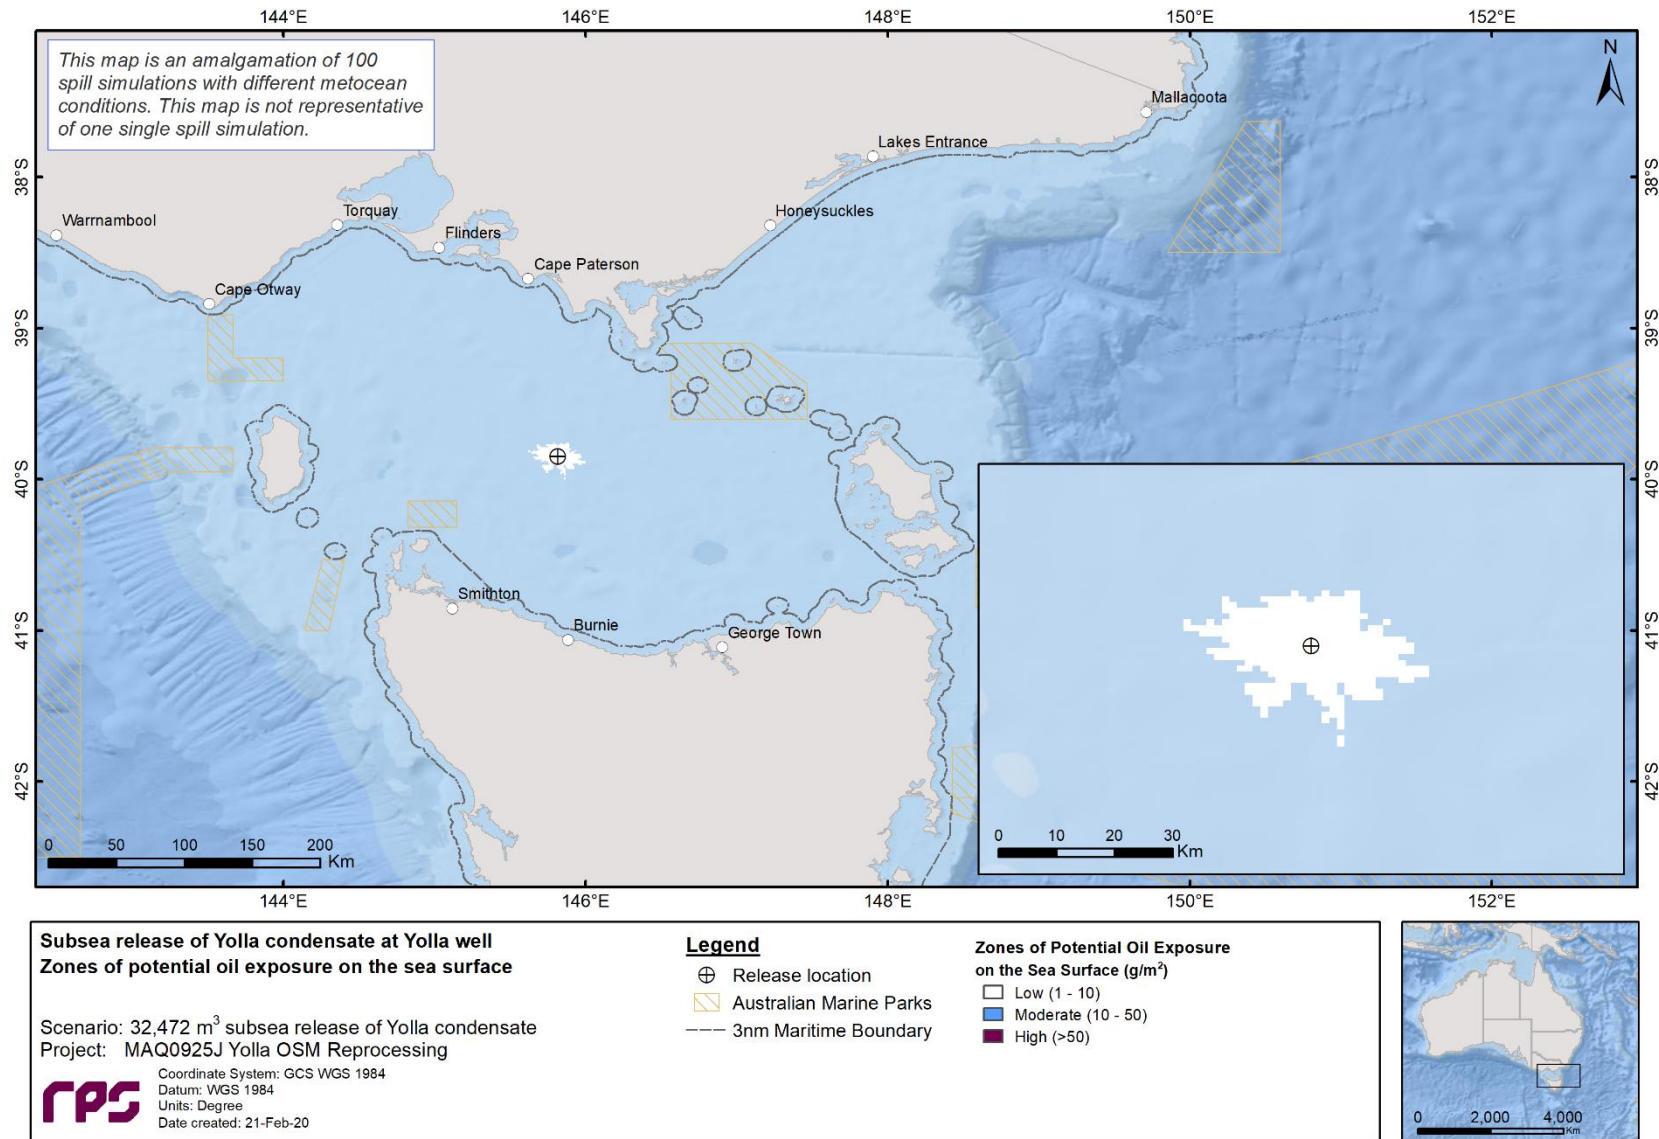 144°E
146°E
148°E
150°E
152°E
This map is an amalgamation of 100
spill simulations with different metocean
conditions. This map is not representative
of one single spill simulation.
N
Mallacoota
Lakes Entrance
38°S
38°S
Honeysuckles
Torquay
Warrnambool
Flinders
Cape Paterson
Cape Otway
39°S
39°S
40°S
40°S
Smithton
Burnie
George Town
41°S
41°S
42°S
42°S
0 50 100 150 200
Km
0 10 20 30
Km
144°E
146°E
148°E
150°E
152°E
Subsea release of Yolla condensate at Yolla well
Zones of potential oil exposure on the sea surface
Scenario: 32,472 m³ subsea release of Yolla condensate
Project: MAQ0925J Yolla OSM Reprocessing
rps
Coordinate System: GCS WGS 1984
Datum: WGS 1984
Units: Degree
Date created: 21-Feb-20
Legend
Release location
Australian Marine Parks
3nm Maritime Boundary
Zones of Potential Oil Exposure
on the Sea Surface (g/m²)
Low (1 - 10)
Moderate (10 - 50)
High (>50)
0 2,000 4,000
Km